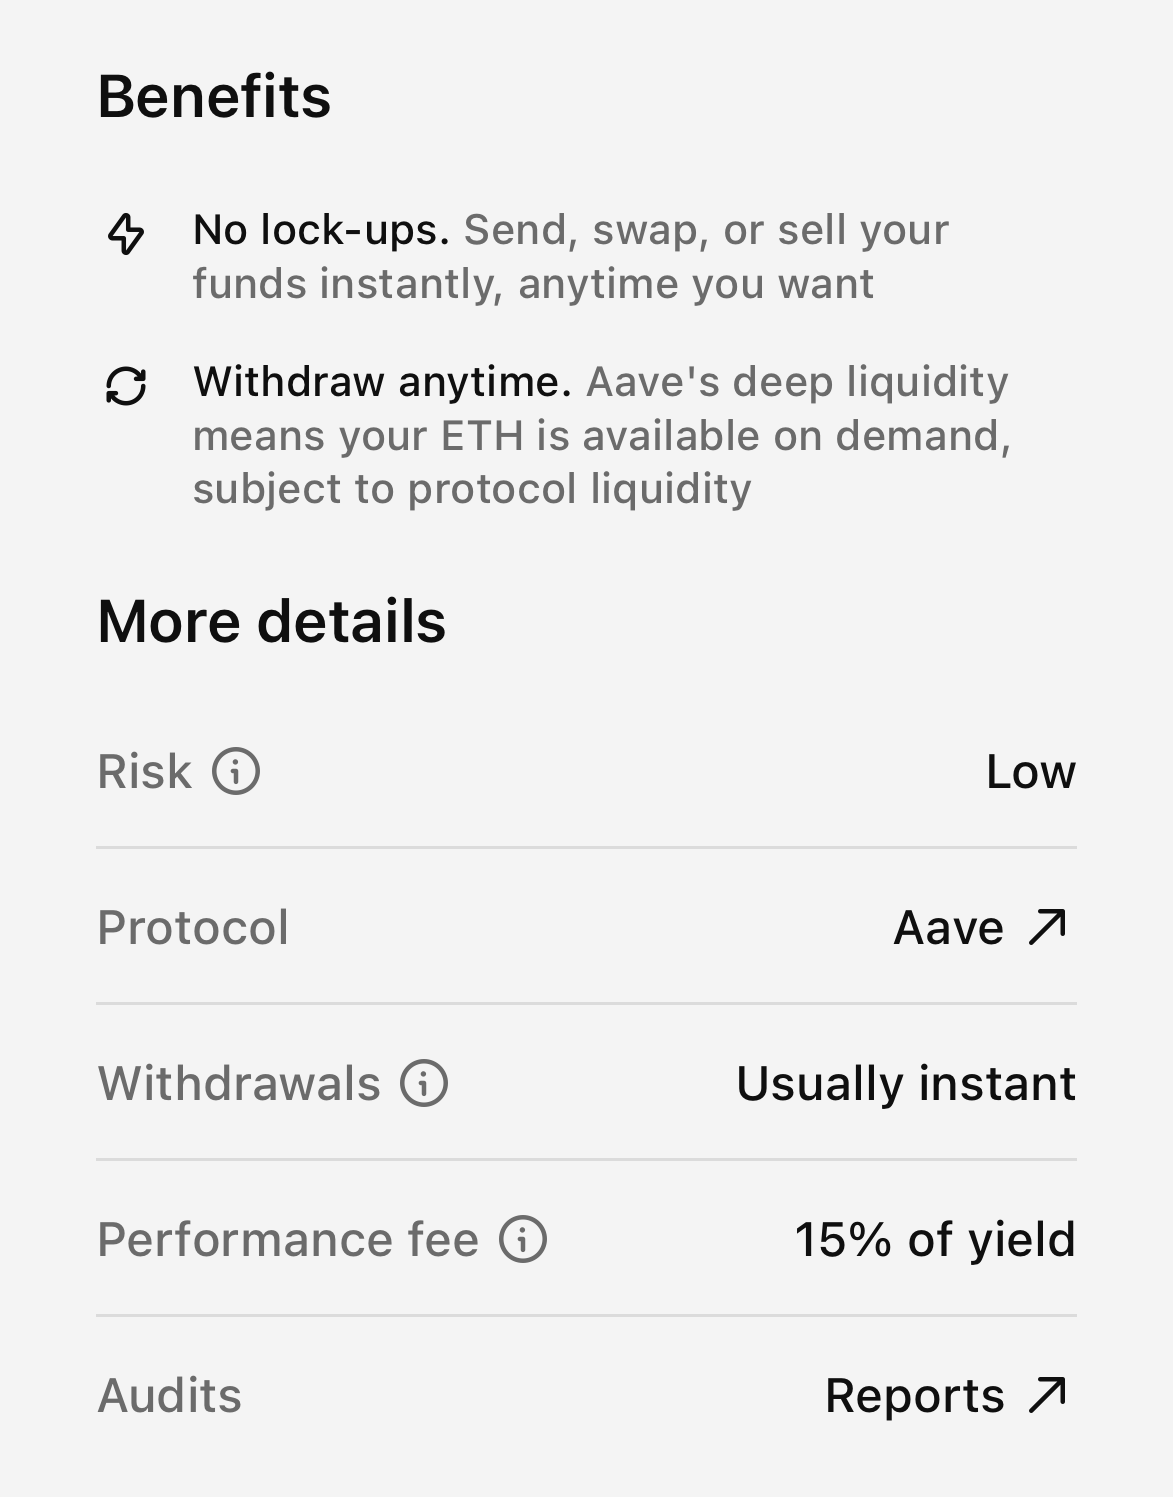 Benefits
No lock-ups. Send, swap, or sell your
funds instantly, anytime you want
Withdraw anytime. Aave's deep liquidity
means your ETH is available on demand,
subject to protocol liquidity
More details
Risk
Low
Protocol
Aave
Withdrawals
Usually instant
Performance fee
15% of yield
Audits
Reports